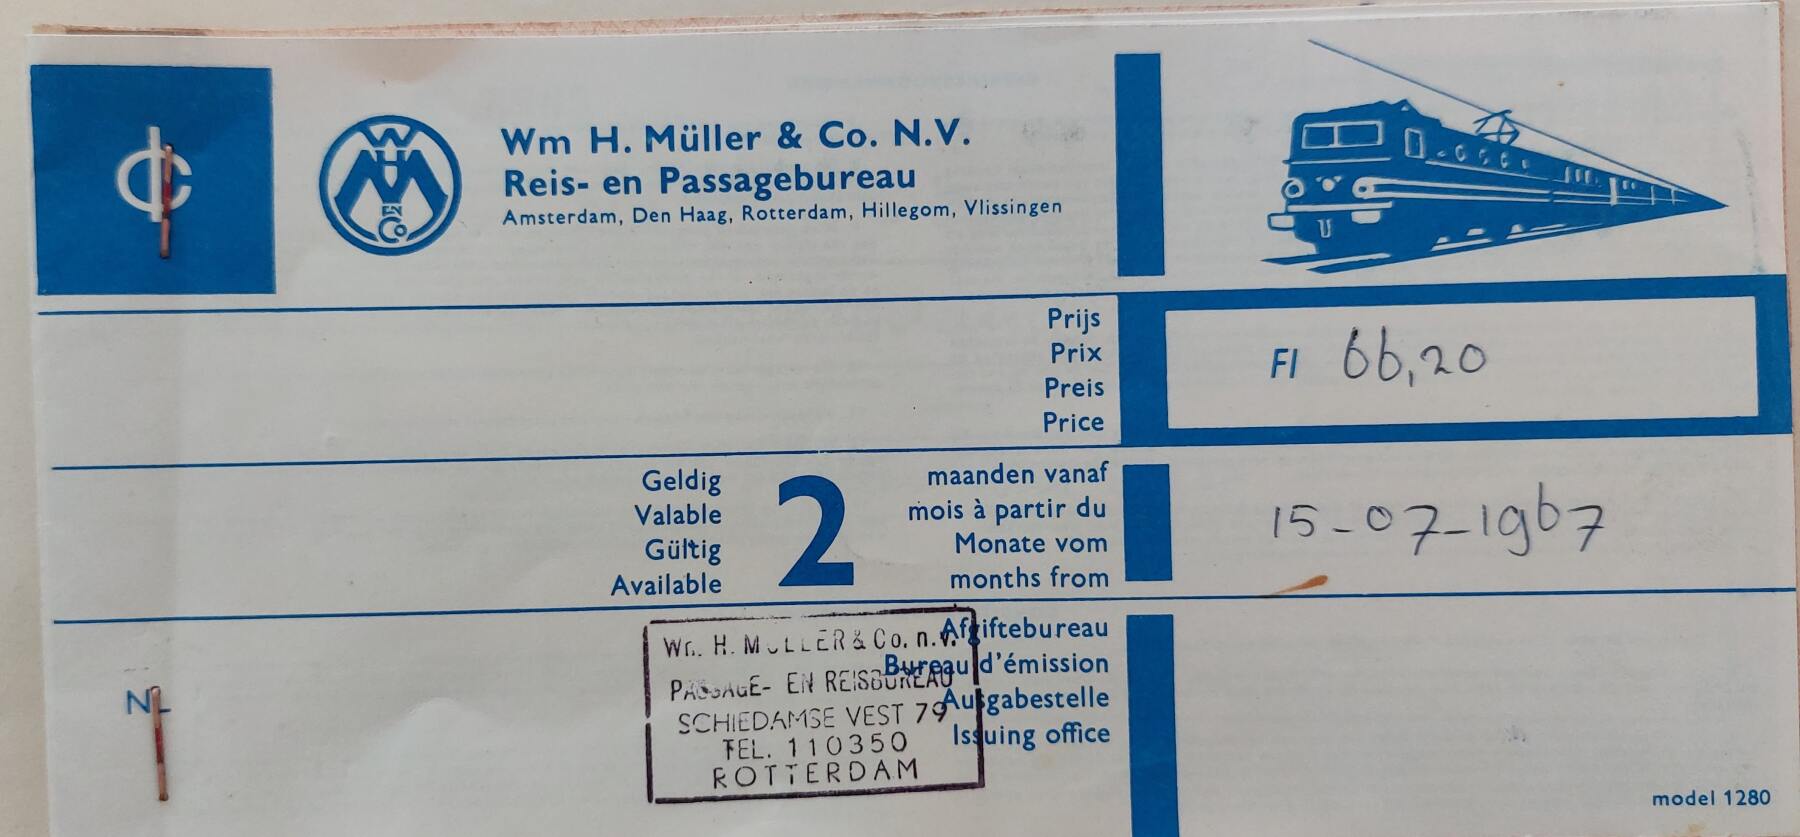 WM H M EN Co
Wm H. Müller & Co. N.V.
Reis- en Passagebureau
Amsterdam, Den Haag, Rotterdam, Hillegom, Vlissingen
Prijs
Prix
Preis
Price
Fl 66,20
Geldig
Valable
Gültig
Available
2
maanden vanaf
mois à partir du
Monate vom
months from
15-07-1967
Afgiftebureau
Bureau d'émission
Ausgabestelle
Issuing office
Wm. H. MULLER & Co. n.v.
PASSAGE- EN REISBUREAU
SCHIEDAMSE VEST 79
TEL. 110350
ROTTERDAM
NL
model 1280